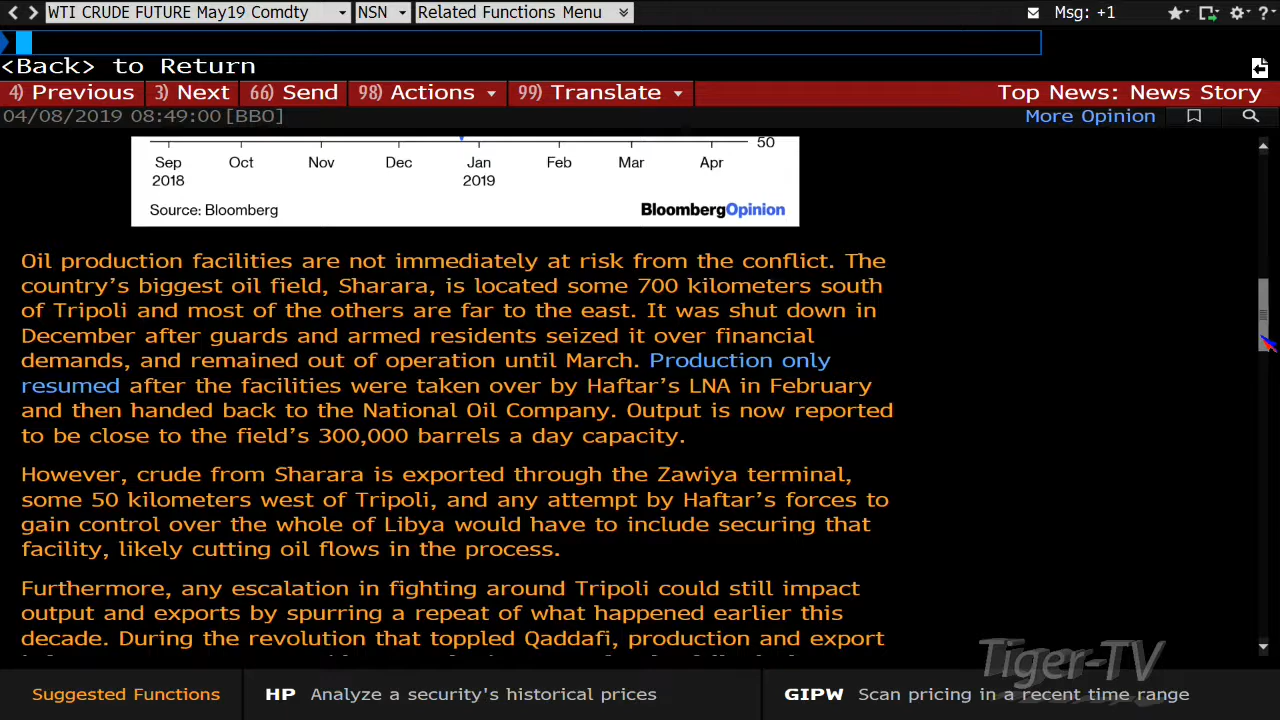 WTI CRUDE FUTURE May19 Comdty NSN Related Functions Menu Msg: +1 ?
<Back> to Return
4) Previous 3) Next 66) Send 98) Actions 99) Translate Top News: News Story
04/08/2019 08:49:00 [BBO] More Opinion
50
Sep Oct Nov Dec Jan Feb Mar Apr
2018 2019
Source: Bloomberg BloombergOpinion
Oil production facilities are not immediately at risk from the conflict. The
country's biggest oil field, Sharara, is located some 700 kilometers south
of Tripoli and most of the others are far to the east. It was shut down in
December after guards and armed residents seized it over financial
demands, and remained out of operation until March. Production only
resumed after the facilities were taken over by Haftar's LNA in February
and then handed back to the National Oil Company. Output is now reported
to be close to the field's 300,000 barrels a day capacity.
However, crude from Sharara is exported through the Zawiya terminal,
some 50 kilometers west of Tripoli, and any attempt by Haftar's forces to
gain control over the whole of Libya would have to include securing that
facility, likely cutting oil flows in the process.
Furthermore, any escalation in fighting around Tripoli could still impact
output and exports by spurring a repeat of what happened earlier this
decade. During the revolution that toppled Qaddafi, production and export
Tiger-TV
Suggested Functions HP Analyze a security's historical prices GIPW Scan pricing in a recent time range